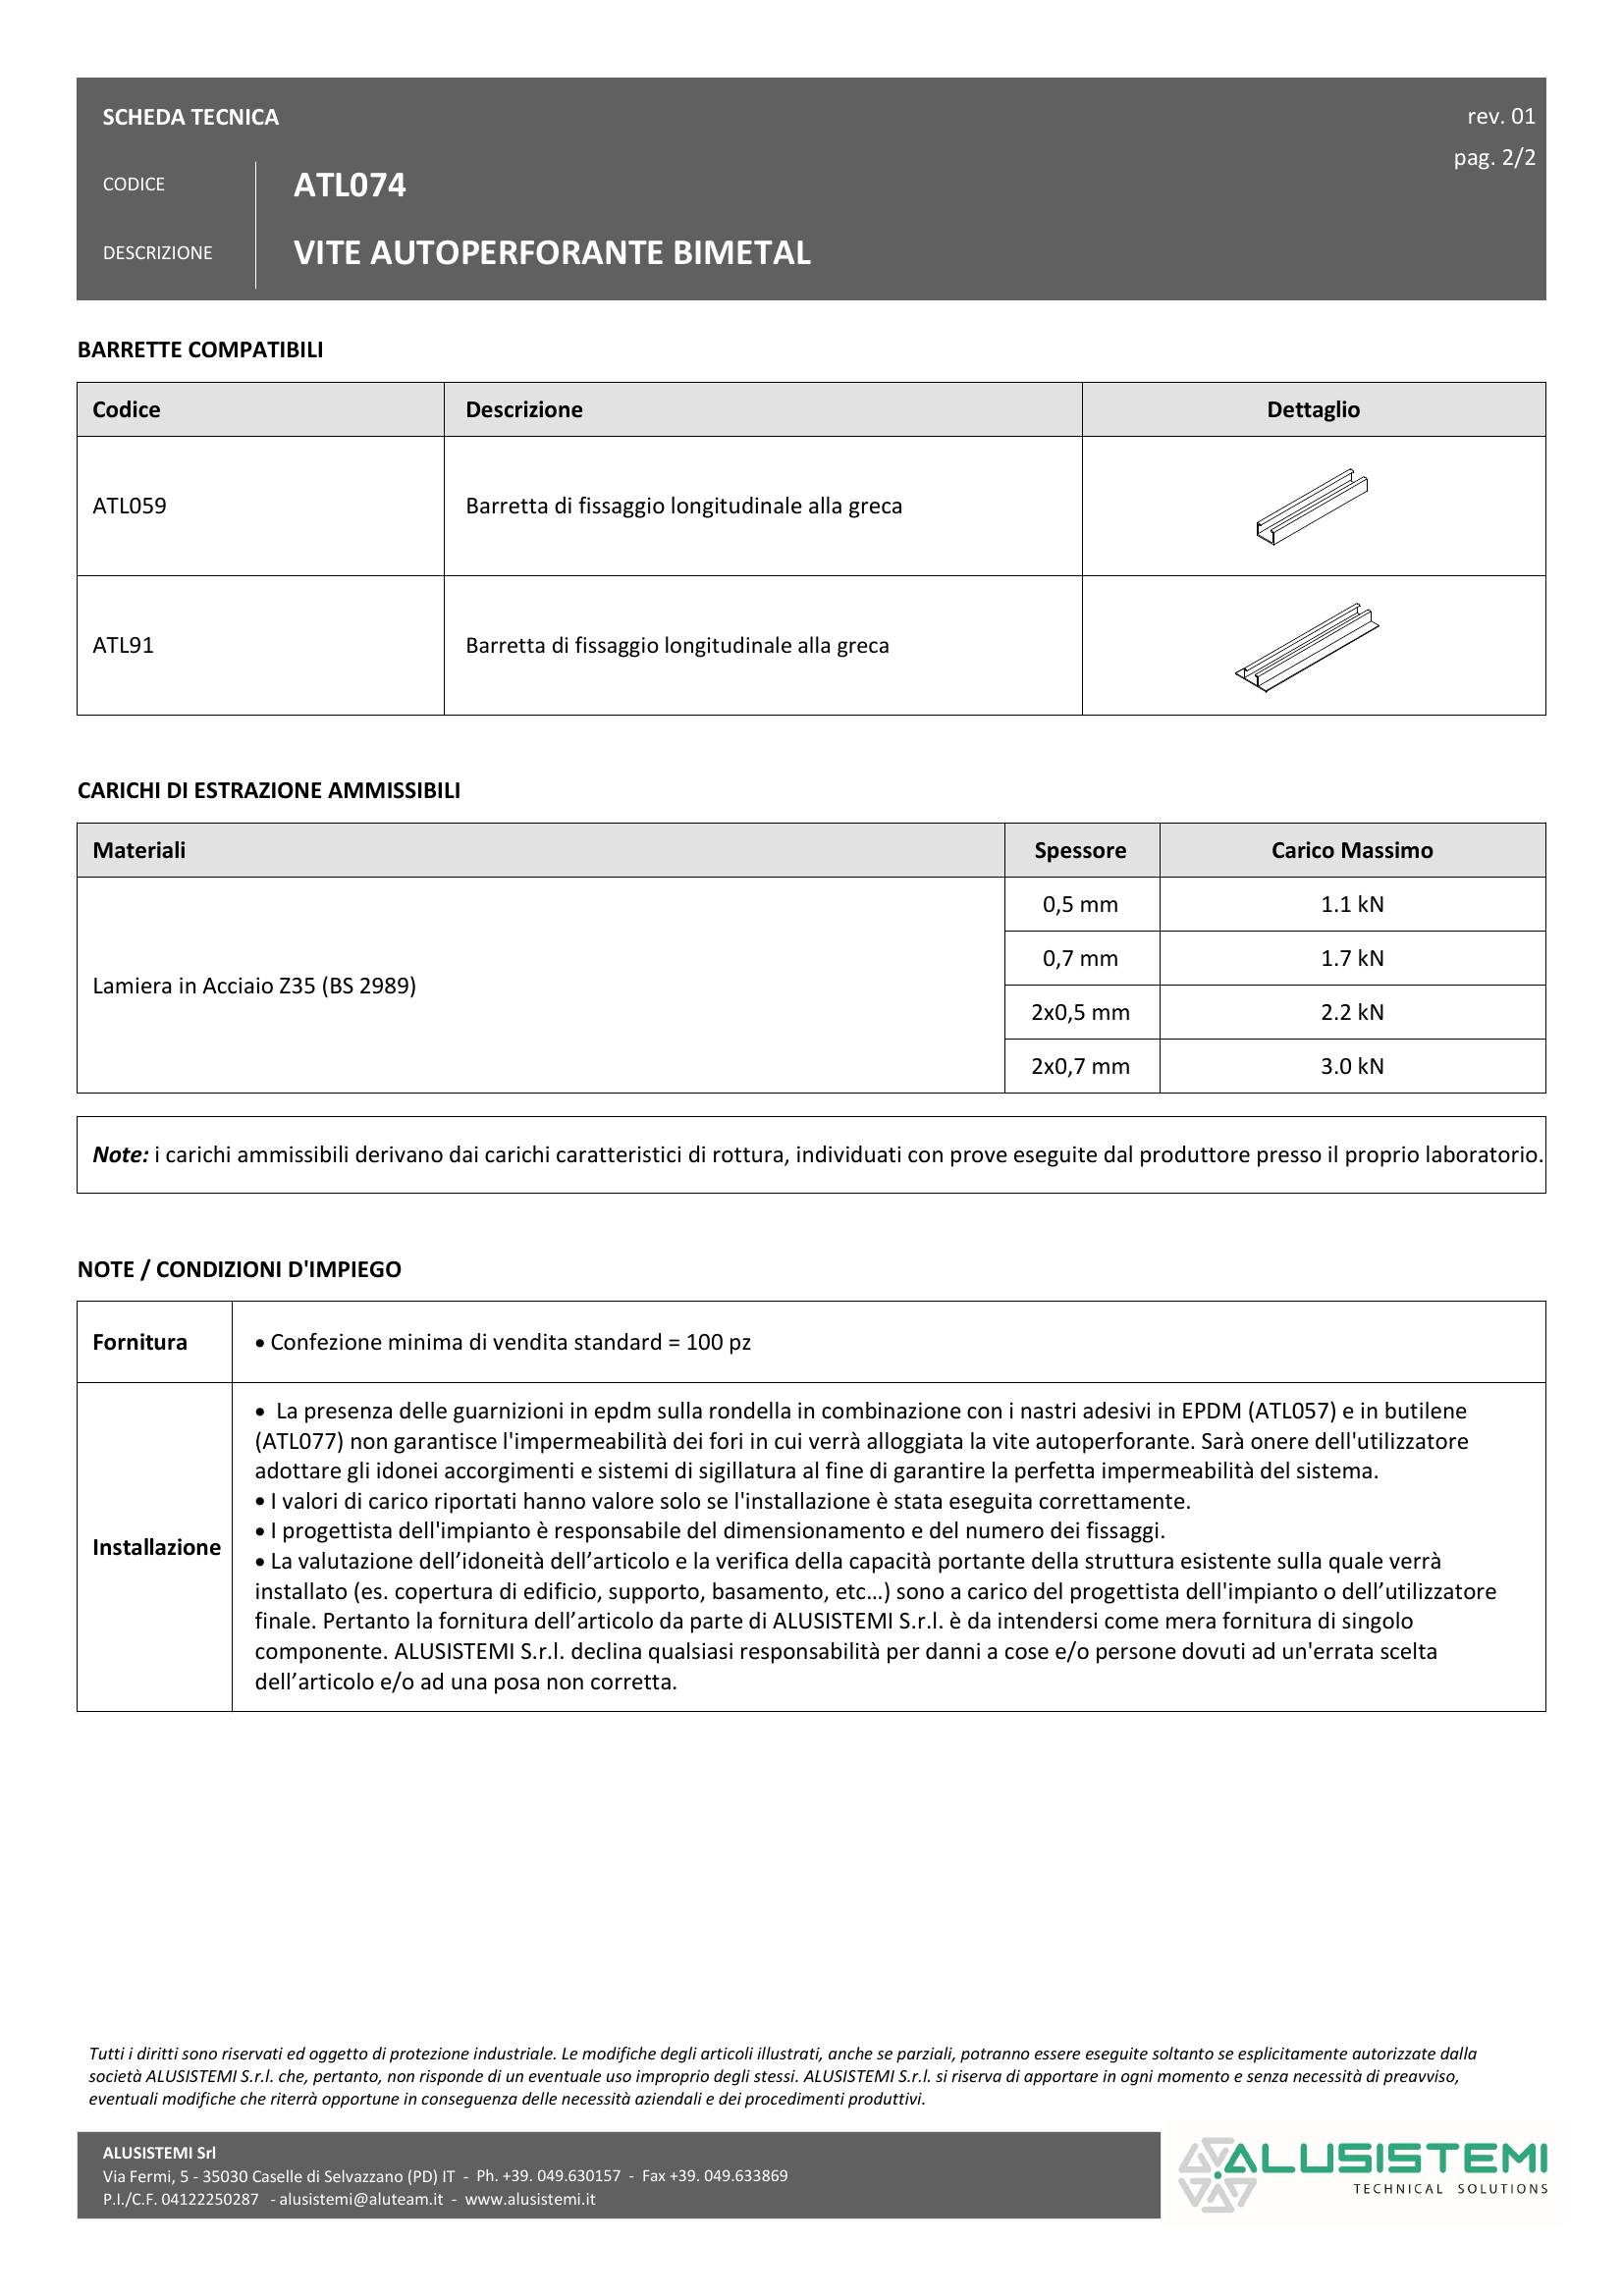 SCHEDA TECNICA
rev. 01
pag. 2/2
CODICE
ATL074
DESCRIZIONE
VITE AUTOPERFORANTE BIMETAL
BARRETTE COMPATIBILI
Codice Descrizione Dettaglio
ATL059 Barretta di fissaggio longitudinale alla greca
ATL91 Barretta di fissaggio longitudinale alla greca
CARICHI DI ESTRAZIONE AMMISSIBILI
Materiali Spessore Carico Massimo
Lamiera in Acciaio Z35 (BS 2989)
0,5 mm 1.1 kN
0,7 mm 1.7 kN
2x0,5 mm 2.2 kN
2x0,7 mm 3.0 kN
Note: i carichi ammissibili derivano dai carichi caratteristici di rottura, individuati con prove eseguite dal produttore presso il proprio laboratorio.
NOTE / CONDIZIONI D'IMPIEGO
Fornitura
• Confezione minima di vendita standard = 100 pz
Installazione
• La presenza delle guarnizioni in epdm sulla rondella in combinazione con i nastri adesivi in EPDM (ATL057) e in butilene
(ATL077) non garantisce l'impermeabilità dei fori in cui verrà alloggiata la vite autoperforante. Sarà onere dell'utilizzatore
adottare gli idonei accorgimenti e sistemi di sigillatura al fine di garantire la perfetta impermeabilità del sistema.
• I valori di carico riportati hanno valore solo se l'installazione è stata eseguita correttamente.
• I progettista dell'impianto è responsabile del dimensionamento e del numero dei fissaggi.
• La valutazione dell’idoneità dell’articolo e la verifica della capacità portante della struttura esistente sulla quale verrà
installato (es. copertura di edificio, supporto, basamento, etc…) sono a carico del progettista dell'impianto o dell’utilizzatore
finale. Pertanto la fornitura dell’articolo da parte di ALUSISTEMI S.r.l. è da intendersi come mera fornitura di singolo
componente. ALUSISTEMI S.r.l. declina qualsiasi responsabilità per danni a cose e/o persone dovuti ad un'errata scelta
dell’articolo e/o ad una posa non corretta.
Tutti i diritti sono riservati ed oggetto di protezione industriale. Le modifiche degli articoli illustrati, anche se parziali, potranno essere eseguite soltanto se esplicitamente autorizzate dalla
società ALUSISTEMI S.r.l. che, pertanto, non risponde di un eventuale uso improprio degli stessi. ALUSISTEMI S.r.l. si riserva di apportare in ogni momento e senza necessità di preavviso,
eventuali modifiche che riterrà opportune in conseguenza delle necessità aziendali e dei procedimenti produttivi.
ALUSISTEMI Srl
Via Fermi, 5 - 35030 Caselle di Selvazzano (PD) IT - Ph. +39. 049.630157 - Fax +39. 049.633869
P.I./C.F. 04122250287 - alusistemi@aluteam.it - www.alusistemi.it
ALUSISTEMI
TECHNICAL SOLUTIONS